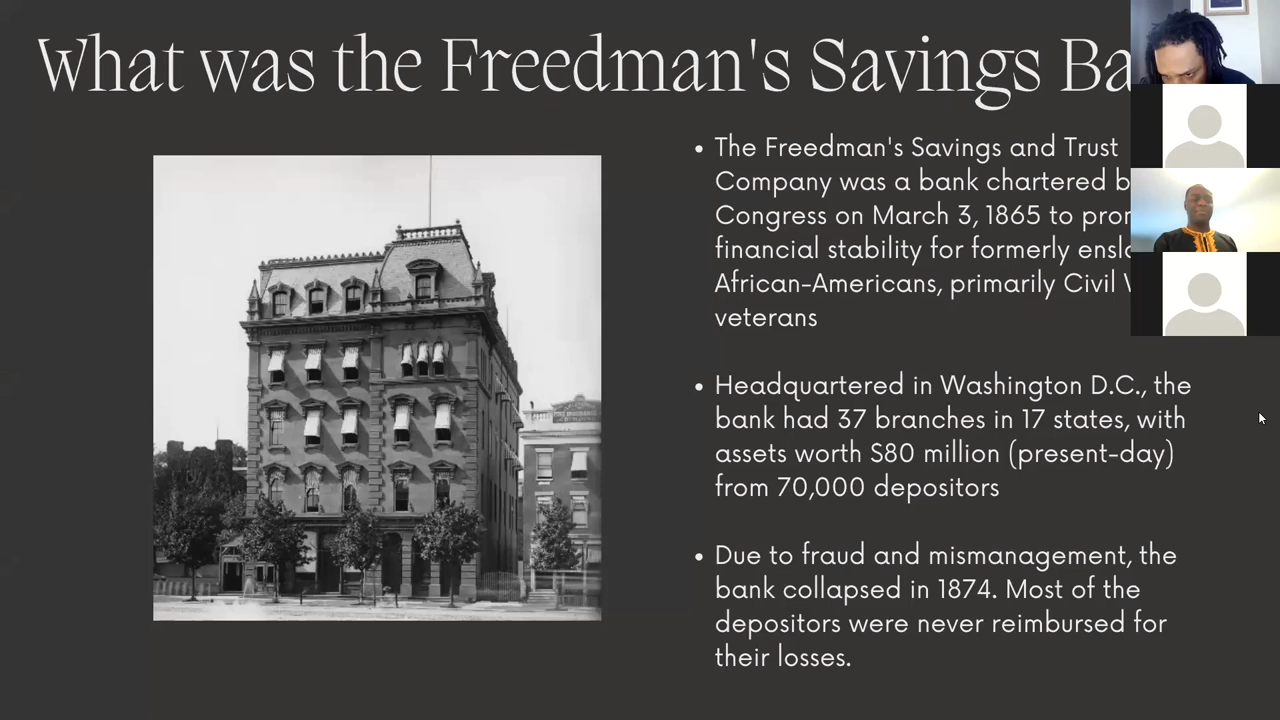 What was the Freedman's Savings
The Freedman's Savings and Trust
Company was a bank chartered
Congress on March 3, 1865 to
financial stability for formerly
African-Americans, primarily Civil
veterans
Headquartered in Washington D.C., the
bank had 37 branches in 17 states, with
assets worth $80 million (present-day)
from 70,000 depositors
Due to fraud and mismanagement, the
bank collapsed in 1874. Most of the
depositors were never reimbursed for
their losses.